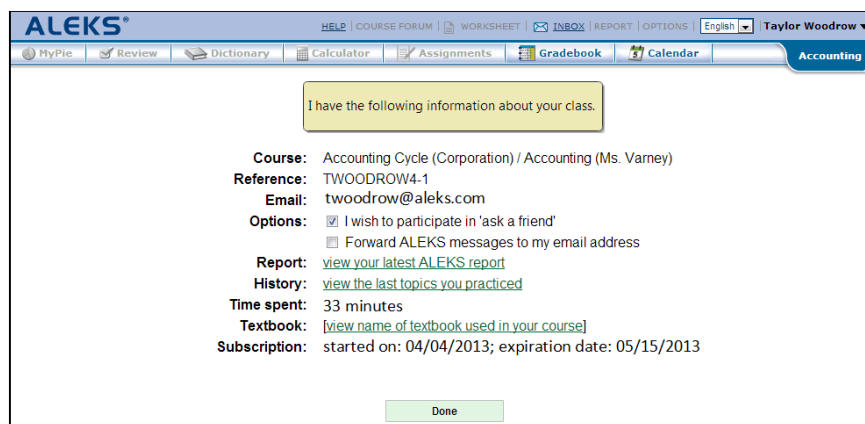 ALEKS®
HELP | COURSE FORUM | WORKSHEET | INBOX | REPORT | OPTIONS | English Taylor Woodrow
MyPie Review Dictionary Calculator Assignments Gradebook Calendar Accounting
I have the following information about your class.
Course: Accounting Cycle (Corporation) / Accounting (Ms. Varney)
Reference: TWOODROW4-1
Email: twoodrow@aleks.com
Options: I wish to participate in 'ask a friend'
Forward ALEKS messages to my email address
Report: view your latest ALEKS report
History: view the last topics you practiced
Time spent: 33 minutes
Textbook: [view name of textbook used in your course]
Subscription: started on: 04/04/2013; expiration date: 05/15/2013
Done